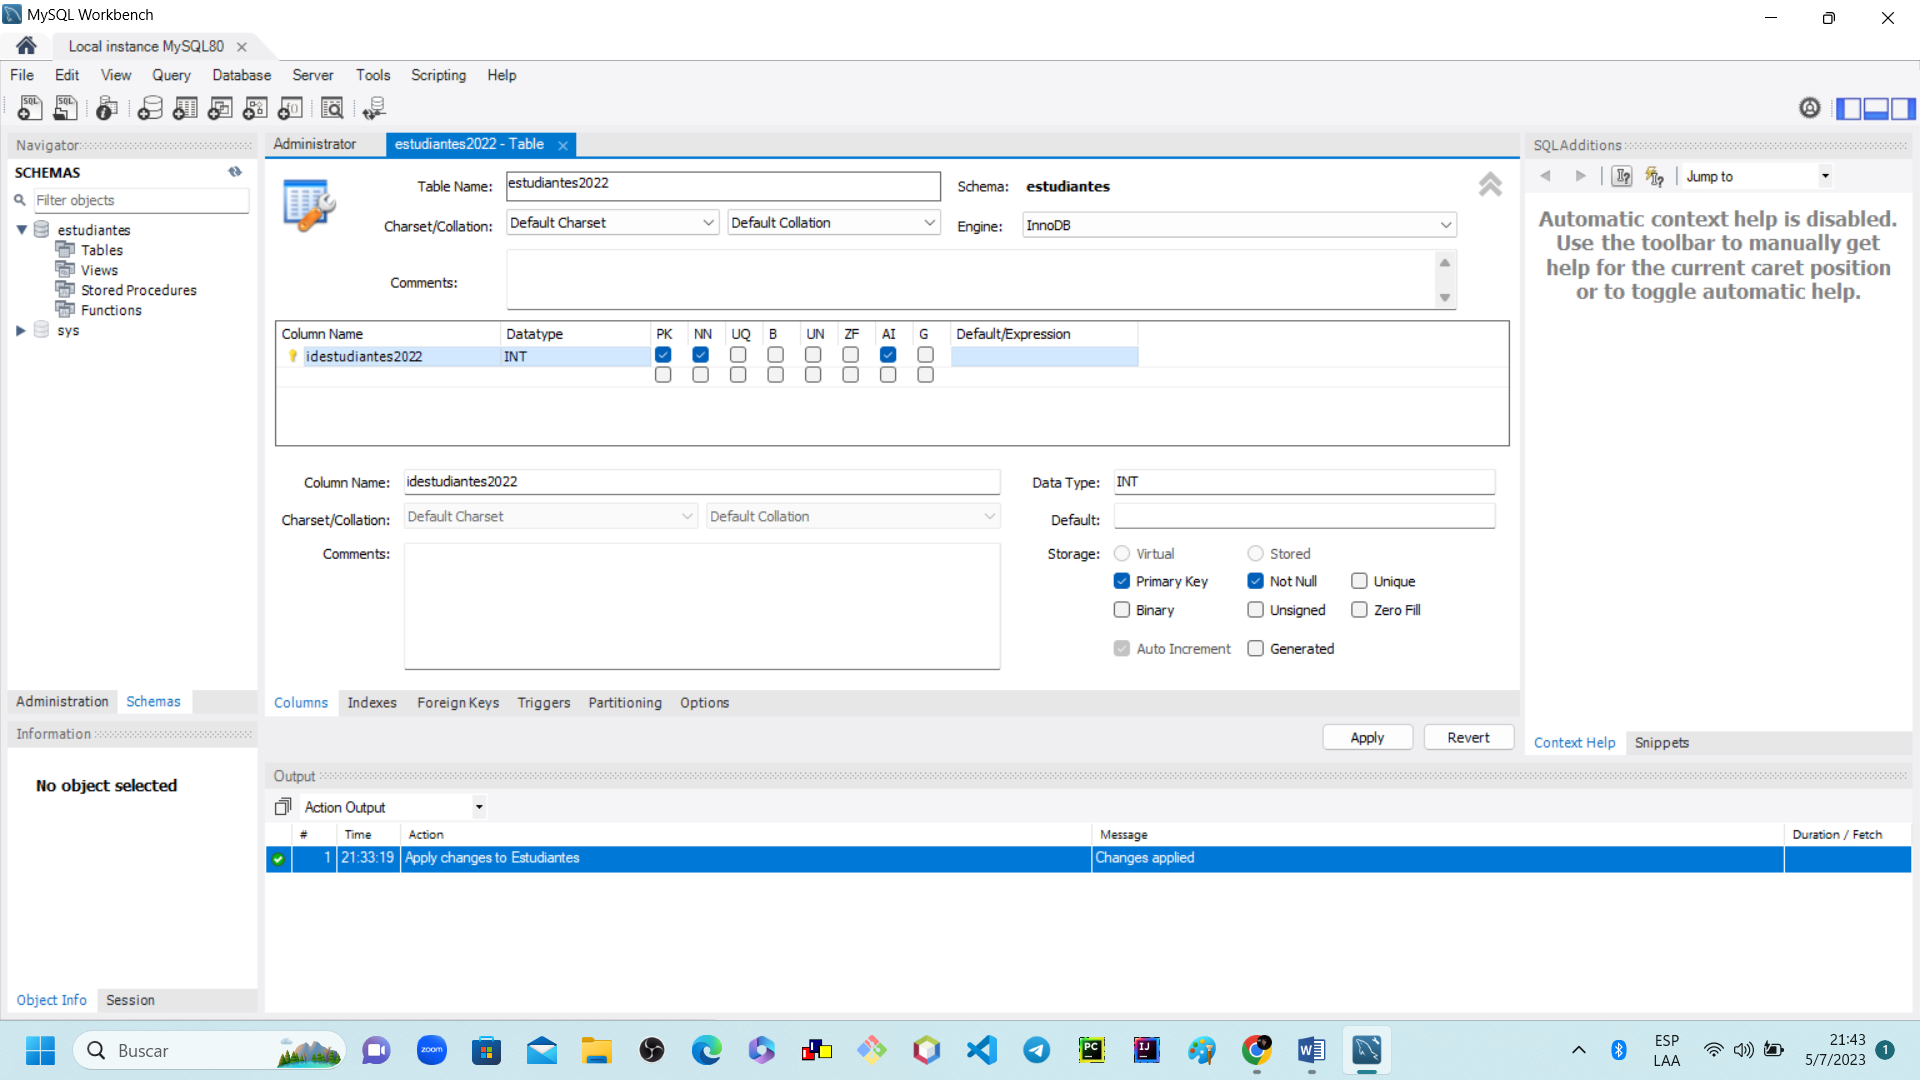 MySQL Workbench
Local instance MySQL80
File Edit View Query Database Server Tools Scripting Help
Navigator
SCHEMAS
Filter objects
estudiantes
Tables
Views
Stored Procedures
Functions
sys
Administration Schemas
Information
No object selected
Object Info Session
Administrator
estudiantes2022 - Table
Table Name: estudiantes2022 Schema: estudiantes
Charset/Collation: Default Charset Default Collation Engine: InnoDB
Comments:
Column Name Datatype PK NN UQ B UN ZF AI G Default/Expression
idestudiantes2022 INT
Column Name: idestudiantes2022 Data Type: INT
Charset/Collation: Default Charset Default Collation Default:
Comments: Storage: Virtual Stored
Primary Key Not Null Unique
Binary Unsigned Zero Fill
Auto Increment Generated
Columns Indexes Foreign Keys Triggers Partitioning Options
Apply Revert
Output
Action Output
# Time Action Message Duration / Fetch
1 21:33:19 Apply changes to Estudiantes Changes applied
SQLAdditions
Jump to
Automatic context help is disabled.
Use the toolbar to manually get
help for the current caret position
or to toggle automatic help.
Context Help Snippets
Buscar
zoom
PC
IJ
ESP
LAA
21:43
5/7/2023
1